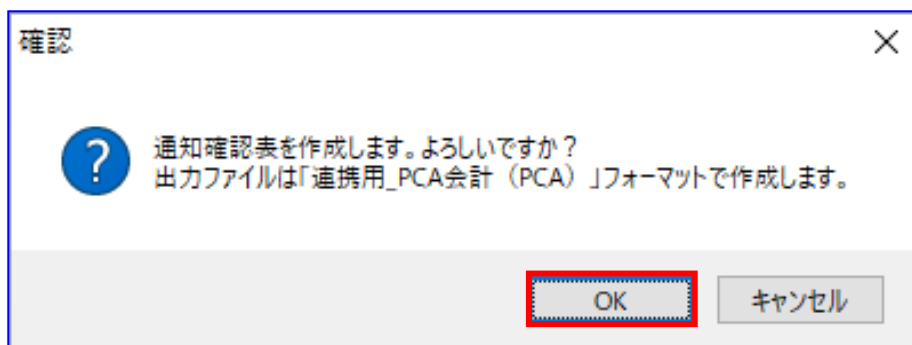 確認
通知確認表を作成します。よろしいですか？
出力ファイルは「連携用_PCA会計（PCA）」フォーマットで作成します。
OK
キャンセル